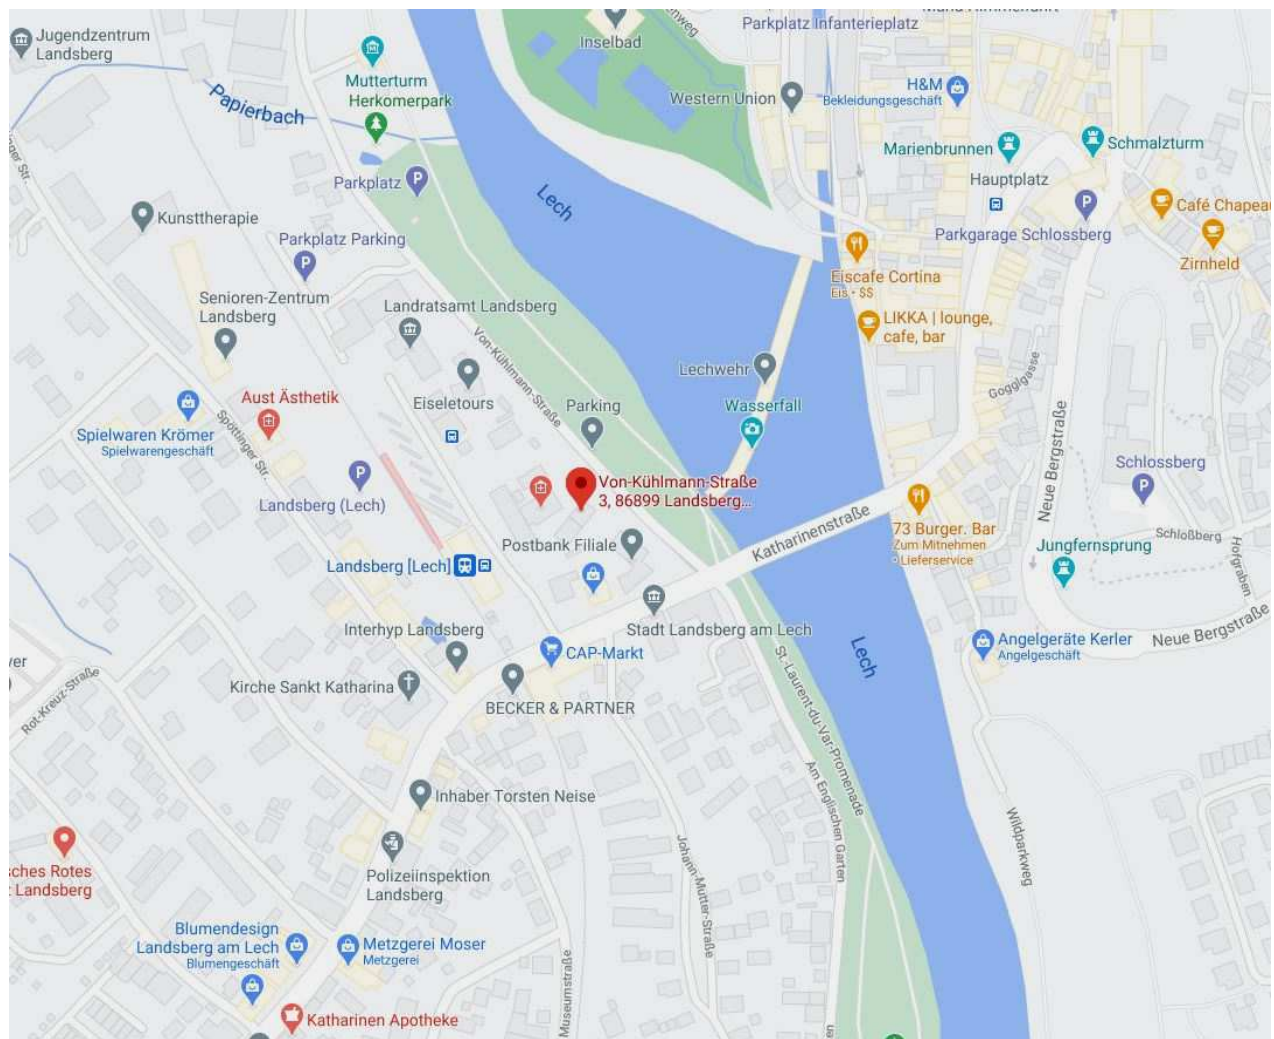 Maria Himmelfahrt
Parkplatz Infanterieplatz
Jugendzentrum
Landsberg
Inselbad
Mutterturm
Herkomerpark
Papierbach
Western Union
H&M
Bekleidungsgeschäft
Marienbrunnen
Schmalzturm
Hauptplatz
Parkplatz
Lech
Kunsttherapie
Café Chapeau
Parkplatz Parking
Parkgarage Schlossberg
Zirnheld
Eiscafe Cortina
Eis • $$
Senioren-Zentrum
Landsberg
Landratsamt Landsberg
LIKKA | lounge,
cafe, bar
Von-Kühlmann-Straße
Lechwehr
Gogglgasse
Eiseletours
Parking
Wasserfall
Aust Ästhetik
Spielwaren Krömer
Spielwarengeschäft
Spöttinger Str.
Neue Bergstraße
Schlossberg
Landsberg (Lech)
Von-Kühlmann-Straße
3, 86899 Landsberg...
Katharinenstraße
73 Burger. Bar
Zum Mitnehmen
• Lieferservice
Schloßberg
Hofgraben
Jungfernsprung
Postbank Filiale
Landsberg [Lech]
Interhyp Landsberg
Stadt Landsberg am Lech
Lech
Angelgeräte Kerler
Angelgeschäft
Neue Bergstraße
CAP-Markt
Kirche Sankt Katharina
BECKER & PARTNER
Rot-Kreuz-Straße
St.-Laurent-du-Var-Promenade
Am Englischen Garten
Inhaber Torsten Neise
Wildparkweg
Johann-Mutter-Straße
Polizeiinspektion
Landsberg
sches Rotes
t Landsberg
Blumendesign
Landsberg am Lech
Blumengeschäft
Metzgerei Moser
Metzgerei
Museumstraße
Katharinen Apotheke